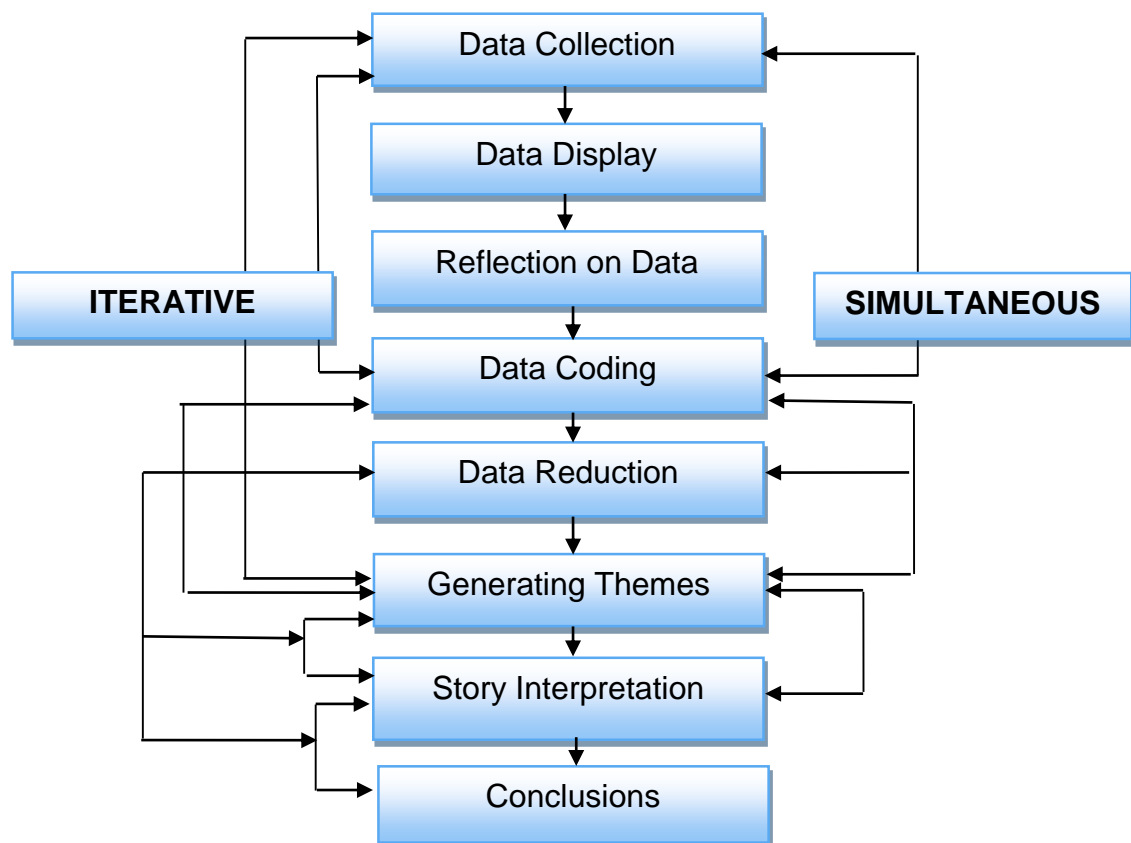 Data Collection
Data Display
Reflection on Data
ITERATIVE
SIMULTANEOUS
Data Coding
Data Reduction
Generating Themes
Story Interpretation
Conclusions